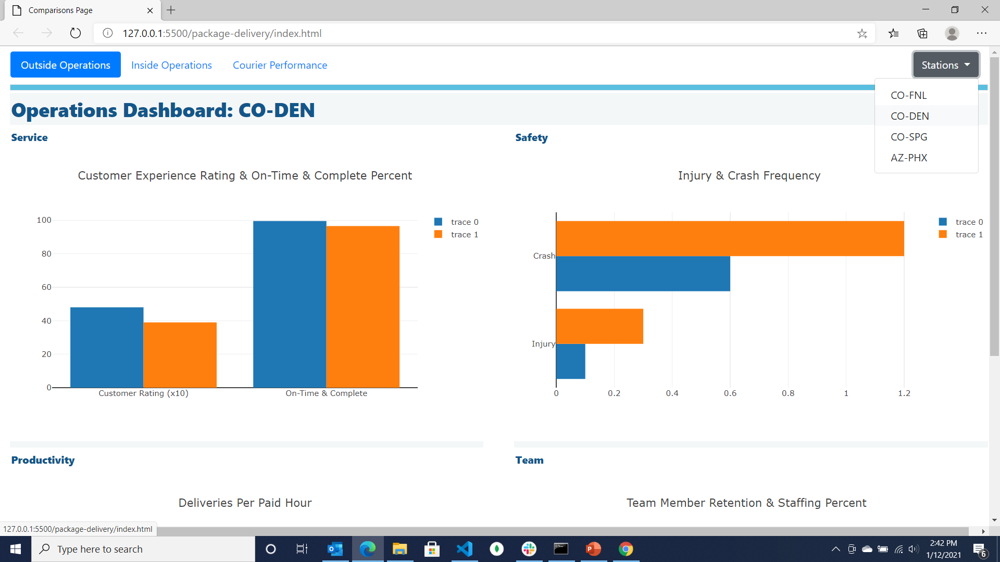 Comparisons Page
127.0.0.1:5500/package-delivery/index.html
Outside Operations
Inside Operations
Courier Performance
Stations
CO-FNL
CO-DEN
CO-SPG
AZ-PHX
Operations Dashboard: CO-DEN
Service
Customer Experience Rating & On-Time & Complete Percent
100
80
60
40
20
0
Customer Rating (x10)
On-Time & Complete
trace 0
trace 1
Safety
Injury & Crash Frequency
Crash
Injury
0
0.2
0.4
0.6
0.8
1
1.2
trace 0
trace 1
Productivity
Deliveries Per Paid Hour
Team
Team Member Retention & Staffing Percent
127.0.0.1:5500/package-delivery/index.html
Type here to search
2:42 PM
1/12/2021
6